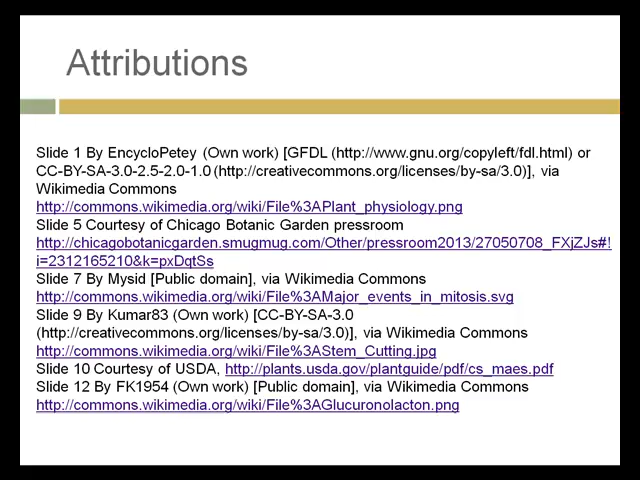 Attributions
Slide 1 By EncycloPetey (Own work) [GFDL (http://www.gnu.org/copyleft/fdl.html) or
CC-BY-SA-3.0-2.5-2.0-1.0 (http://creativecommons.org/licenses/by-sa/3.0)], via
Wikimedia Commons
http://commons.wikimedia.org/wiki/File%3APlant_physiology.png
Slide 5 Courtesy of Chicago Botanic Garden pressroom
http://chicagobotanicgarden.smugmug.com/Other/pressroom2013/27050708_FXjZJs#!
i=2312165210&k=pxDqtSs
Slide 7 By Mysid [Public domain], via Wikimedia Commons
http://commons.wikimedia.org/wiki/File%3AMajor_events_in_mitosis.svg
Slide 9 By Kumar83 (Own work) [CC-BY-SA-3.0
(http://creativecommons.org/licenses/by-sa/3.0)], via Wikimedia Commons
http://commons.wikimedia.org/wiki/File%3AStem_Cutting.jpg
Slide 10 Courtesy of USDA, http://plants.usda.gov/plantguide/pdf/cs_maes.pdf
Slide 12 By FK1954 (Own work) [Public domain], via Wikimedia Commons
http://commons.wikimedia.org/wiki/File%3AGlucuronolacton.png